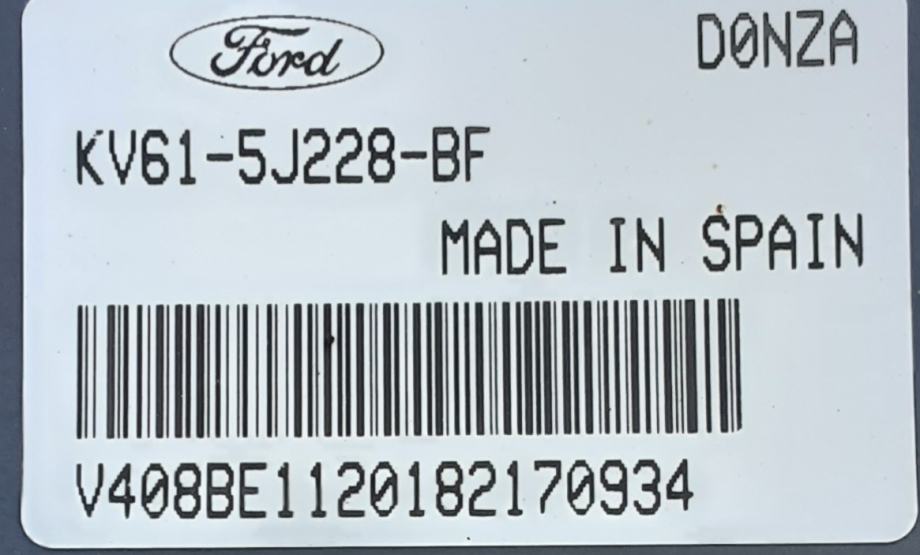 Ford D0NZA
KV61-5J228-BF
MADE IN SPAIN
V408BE1120182170934